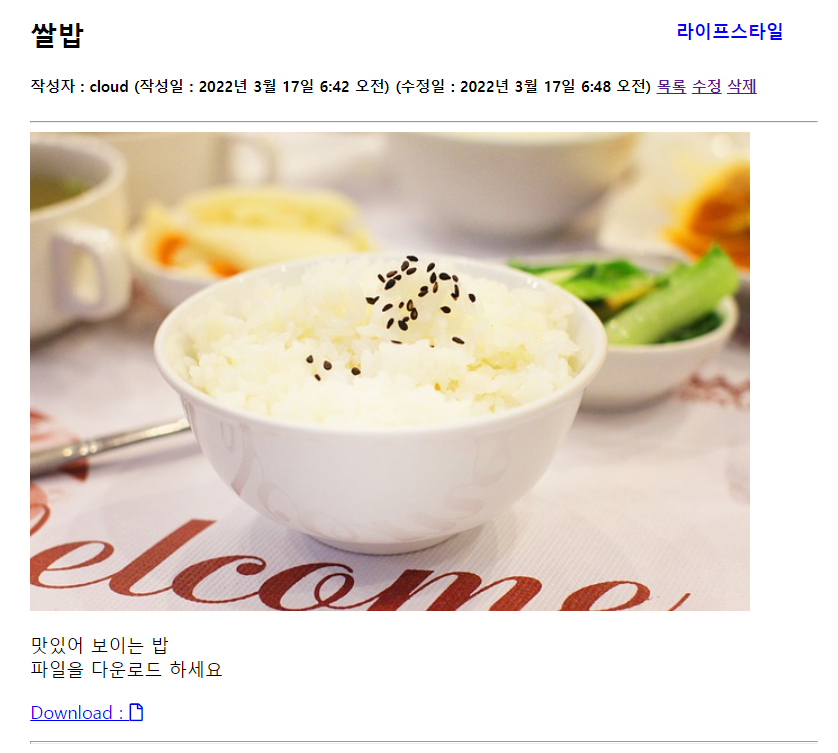 쌀밥
라이프스타일
작성자 : cloud (작성일 : 2022년 3월 17일 6:42 오전) (수정일 : 2022년 3월 17일 6:48 오전) 목록 수정 삭제
elcome
맛있어 보이는 밥
파일을 다운로드 하세요
Download :